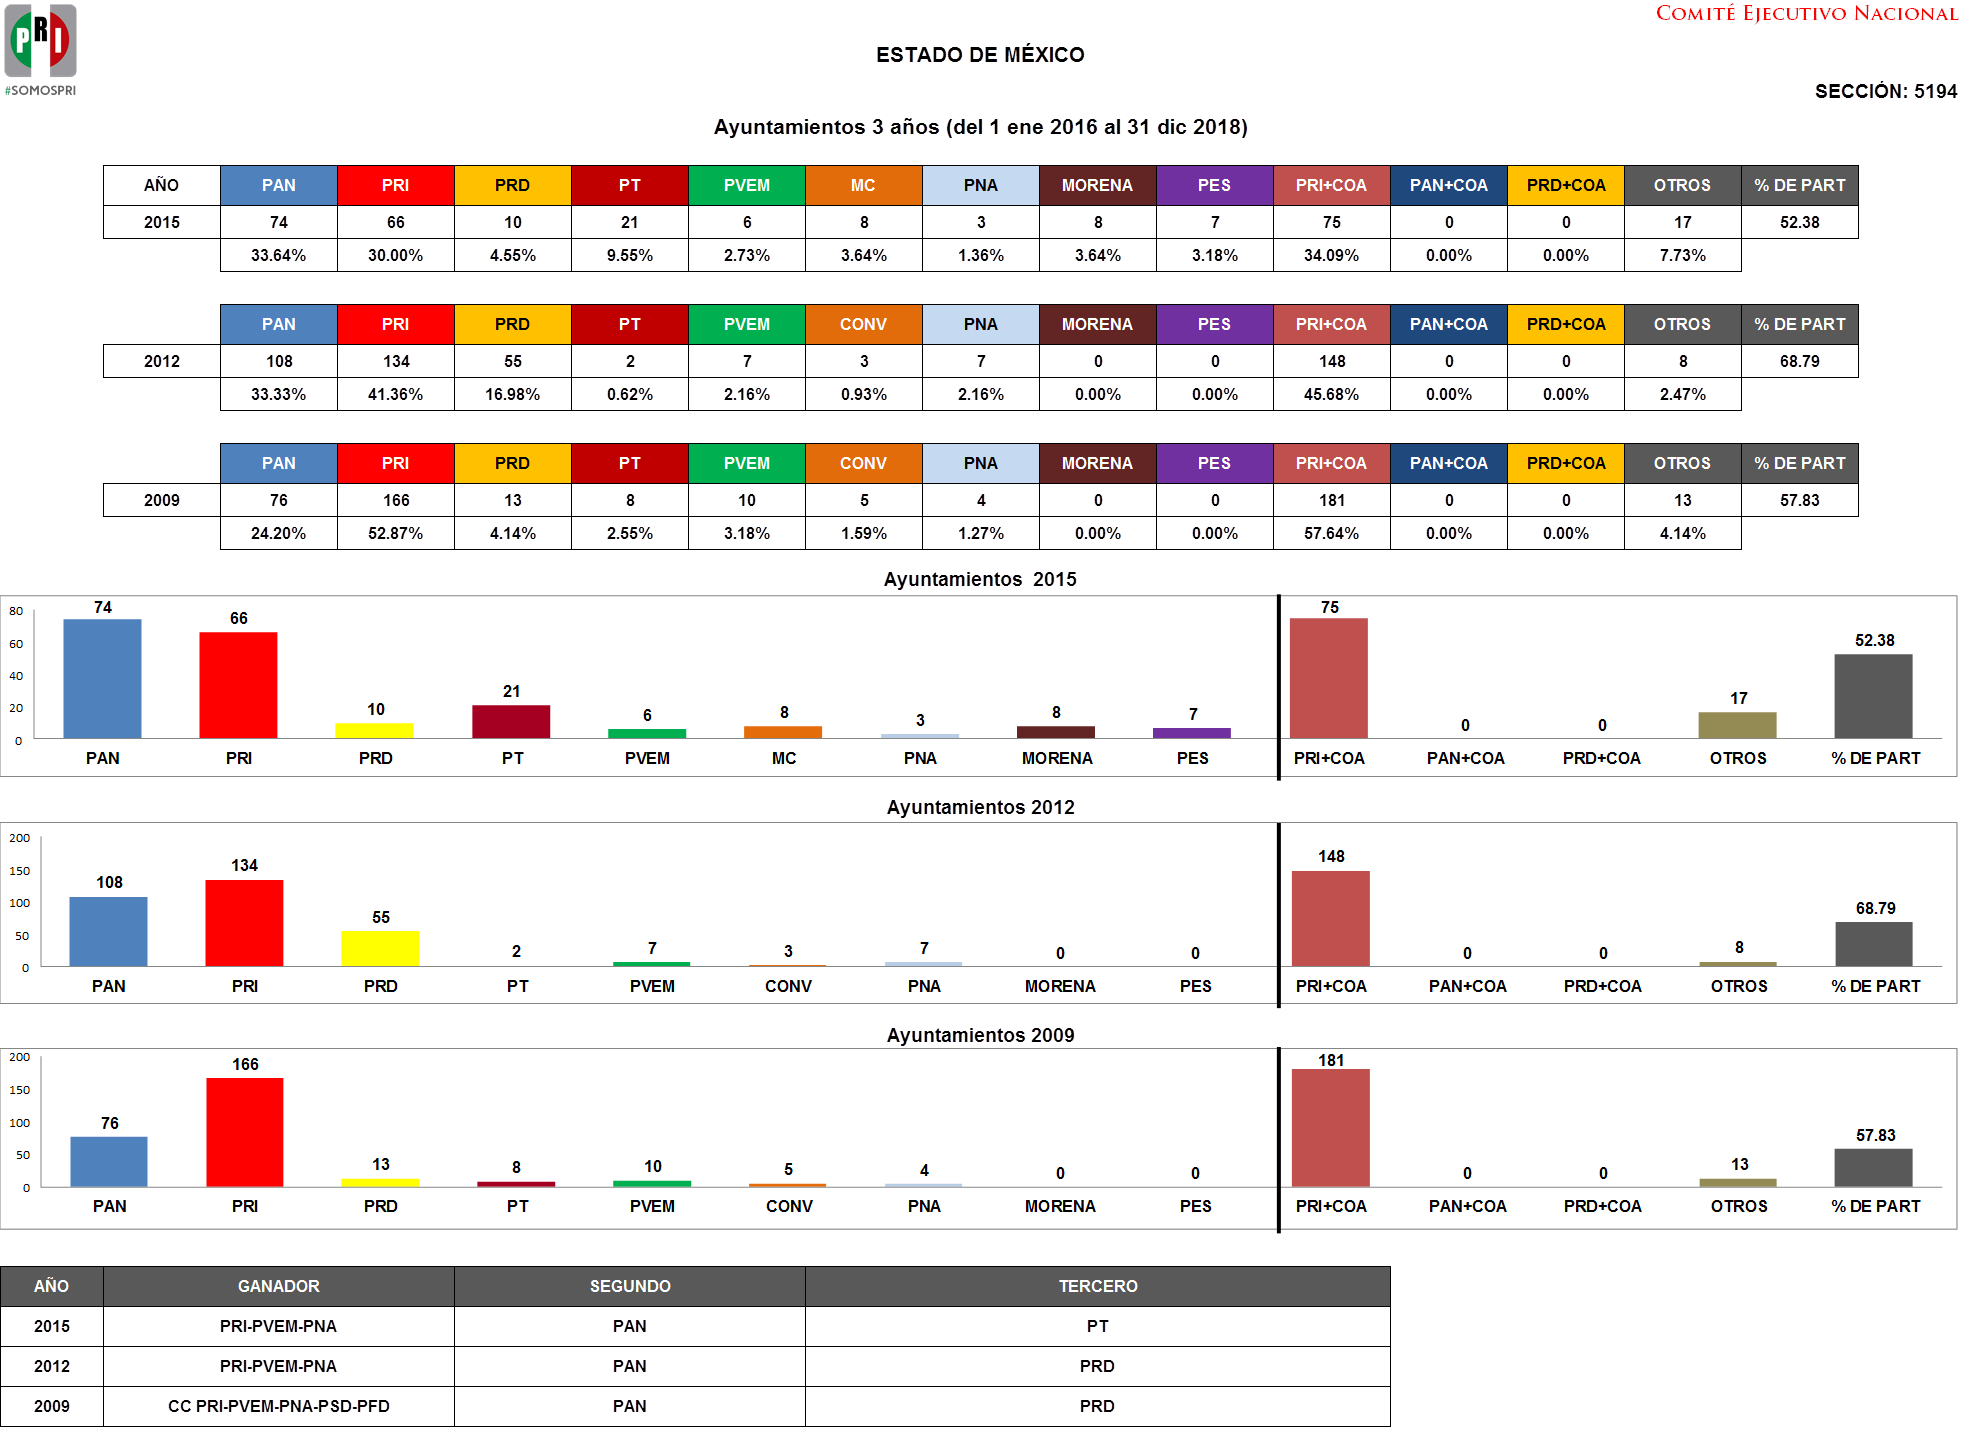 PRI
#SOMOSPRI
COMITÉ EJECUTIVO NACIONAL
ESTADO DE MÉXICO
SECCIÓN: 5194
Ayuntamientos 3 años (del 1 ene 2016 al 31 dic 2018)
AÑO PAN PRI PRD PT PVEM MC PNA MORENA PES PRI+COA PAN+COA PRD+COA OTROS % DE PART
2015 74 66 10 21 6 8 3 8 7 75 0 0 17 52.38
33.64% 30.00% 4.55% 9.55% 2.73% 3.64% 1.36% 3.64% 3.18% 34.09% 0.00% 0.00% 7.73%
PAN PRI PRD PT PVEM CONV PNA MORENA PES PRI+COA PAN+COA PRD+COA OTROS % DE PART
2012 108 134 55 2 7 3 7 0 0 148 0 0 8 68.79
33.33% 41.36% 16.98% 0.62% 2.16% 0.93% 2.16% 0.00% 0.00% 45.68% 0.00% 0.00% 2.47%
PAN PRI PRD PT PVEM CONV PNA MORENA PES PRI+COA PAN+COA PRD+COA OTROS % DE PART
2009 76 166 13 8 10 5 4 0 0 181 0 0 13 57.83
24.20% 52.87% 4.14% 2.55% 3.18% 1.59% 1.27% 0.00% 0.00% 57.64% 0.00% 0.00% 4.14%
Ayuntamientos 2015
80
60
40
20
0
74 66 10 21 6 8 3 8 7 75 0 0 17 52.38
PAN PRI PRD PT PVEM MC PNA MORENA PES PRI+COA PAN+COA PRD+COA OTROS % DE PART
Ayuntamientos 2012
200
150
100
50
0
108 134 55 2 7 3 7 0 0 148 0 0 8 68.79
PAN PRI PRD PT PVEM CONV PNA MORENA PES PRI+COA PAN+COA PRD+COA OTROS % DE PART
Ayuntamientos 2009
200
150
100
50
0
76 166 13 8 10 5 4 0 0 181 0 0 13 57.83
PAN PRI PRD PT PVEM CONV PNA MORENA PES PRI+COA PAN+COA PRD+COA OTROS % DE PART
AÑO GANADOR SEGUNDO TERCERO
2015 PRI-PVEM-PNA PAN PT
2012 PRI-PVEM-PNA PAN PRD
2009 CC PRI-PVEM-PNA-PSD-PFD PAN PRD